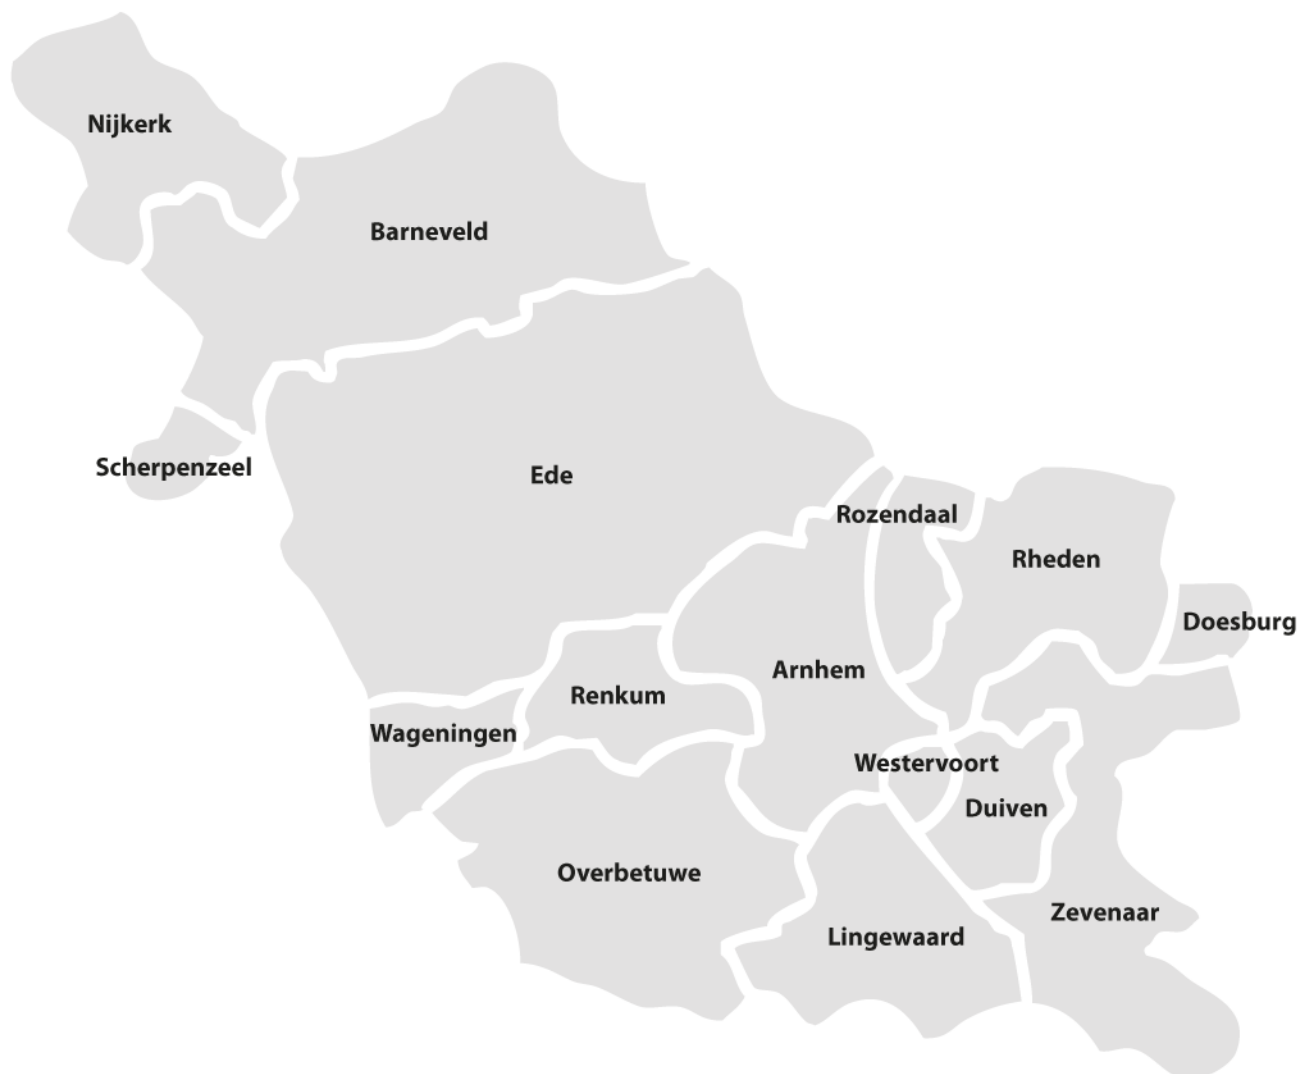 Nijkerk
Barneveld
Scherpenzeel
Ede
Rozendaal
Rheden
Doesburg
Arnhem
Renkum
Wageningen
Westervoort
Duiven
Overbetuwe
Zevenaar
Lingewaard